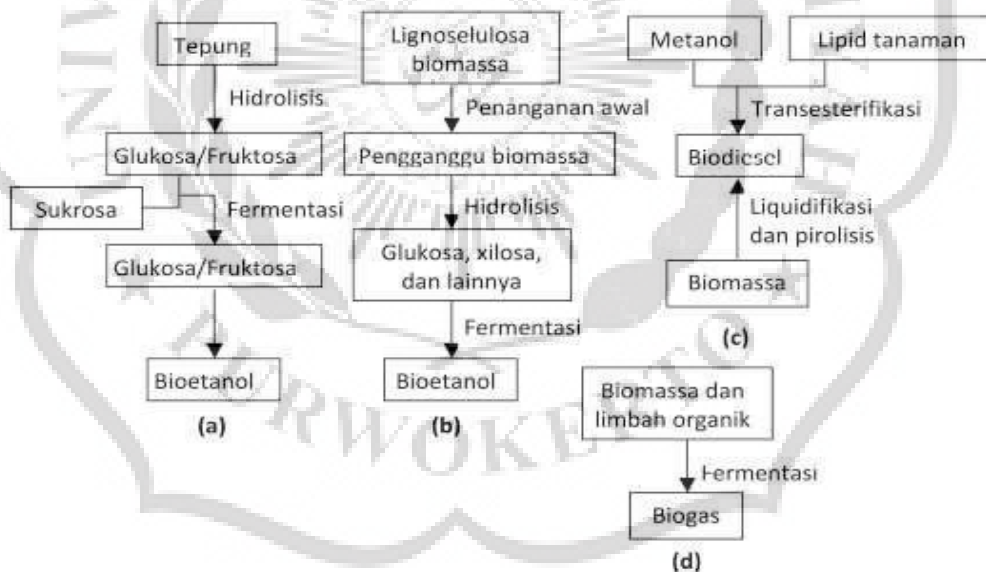 Tepung
Hidrolisis
Glukosa/Fruktosa
Sukrosa
Fermentasi
Glukosa/Fruktosa
Bioetanol
(a)
Lignoselulosa
biomassa
Penanganan awal
Pengganggu biomassa
Hidrolisis
Glukosa, xilosa,
dan lainnya
Fermentasi
Bioetanol
(b)
Metanol
Lipid tanaman
Transesterifikasi
Biodiesel
Liquidifikasi
dan pirolisis
Biomassa
(c)
Biomassa dan
limbah organik
Fermentasi
Biogas
(d)
PURWOKERTO